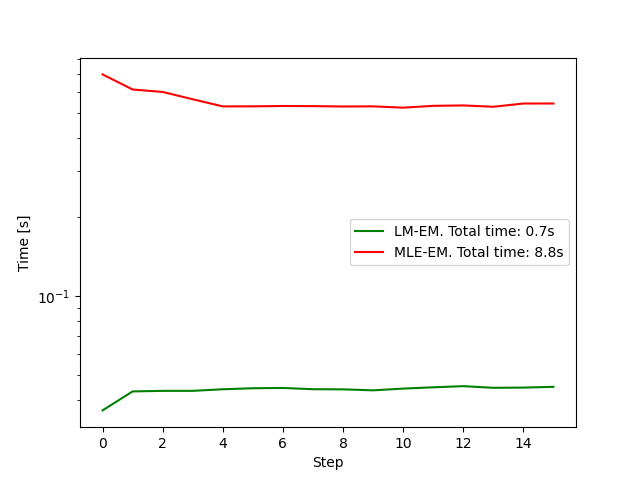 Time [s]
10⁻¹
LM-EM. Total time: 0.7s
MLE-EM. Total time: 8.8s
0 2 4 6 8 10 12 14
Step